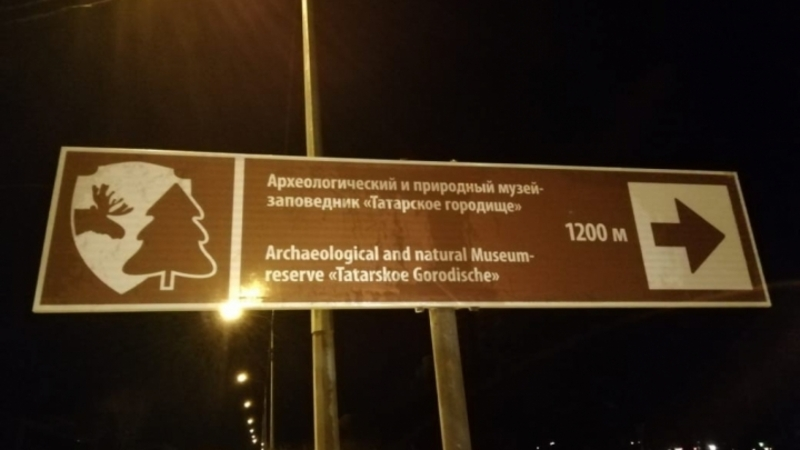 Археологический и природный музей-
заповедник «Татарское городище»
1200 м
Archaeological and natural Museum-
reserve «Tatarskoe Gorodische»